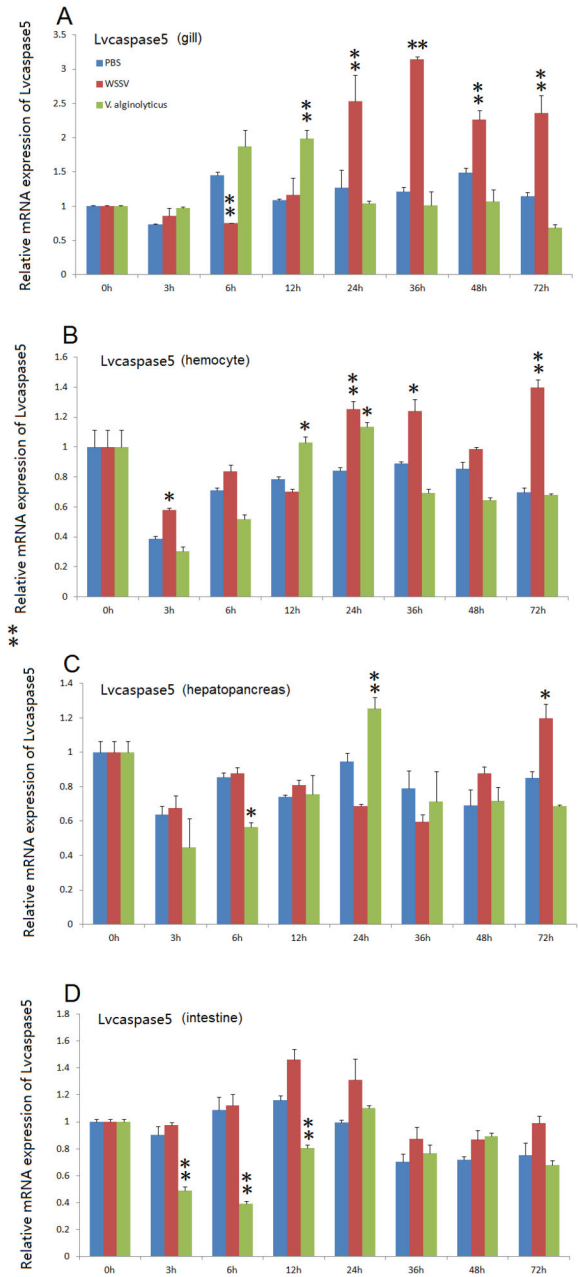 A
Lvcaspase5 (gill)
PBS
WSSV
V. alginolyticus
Relative mRNA expression of Lvcaspase5
3.5
3
2.5
2
1.5
1
0.5
0
** ** ** ** ** **
0h 3h 6h 12h 24h 36h 48h 72h
B
Lvcaspase5 (hemocyte)
Relative mRNA expression of Lvcaspase5
1.6
1.4
1.2
1
0.8
0.6
0.4
0.2
0
* * ** * * **
0h 3h 6h 12h 24h 36h 48h 72h
**
C
Lvcaspase5 (hepatopancreas)
Relative mRNA expression of Lvcaspase5
1.4
1.2
1
0.8
0.6
0.4
0.2
0
* ** *
0h 3h 6h 12h 24h 36h 48h 72h
D
Lvcaspase5 (intestine)
Relative mRNA expression of Lvcaspase5
1.8
1.6
1.4
1.2
1
0.8
0.6
0.4
0.2
0
** ** **
0h 3h 6h 12h 24h 36h 48h 72h